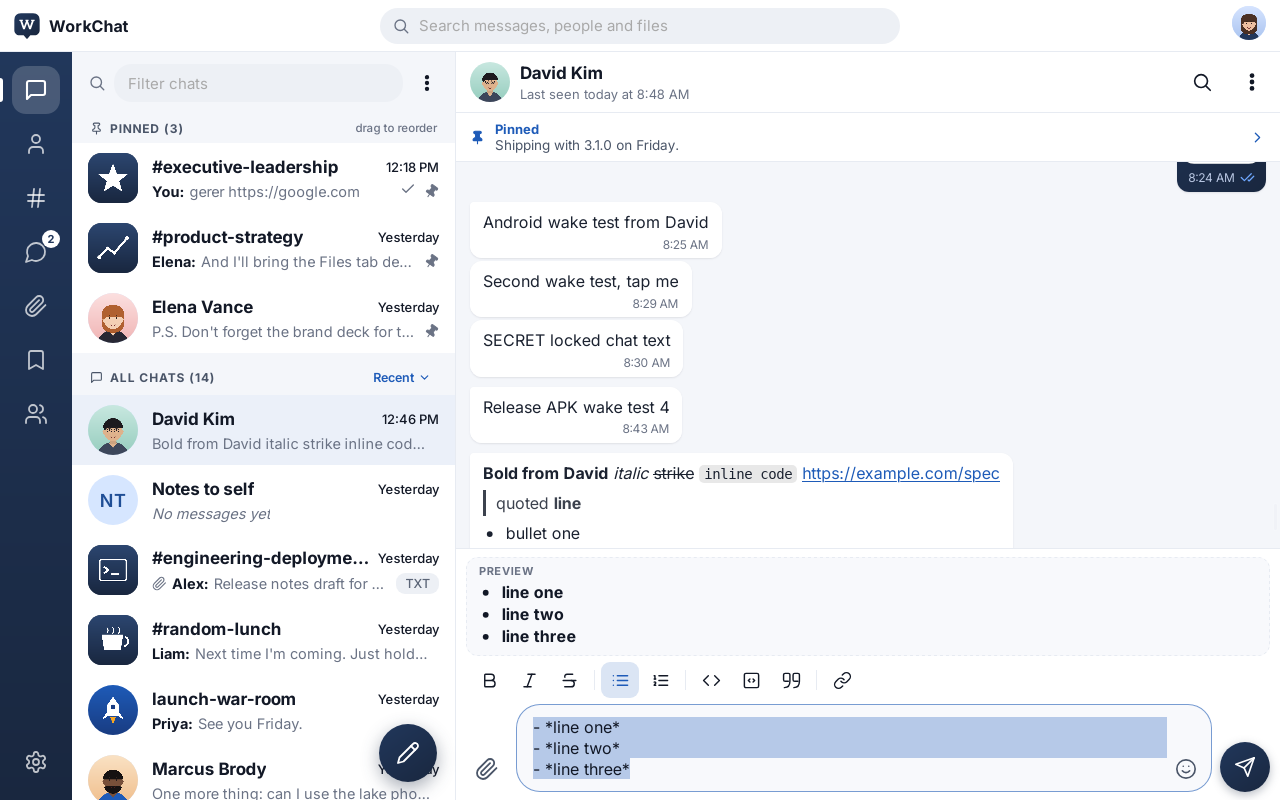 W WorkChat
Search messages, people and files
Filter chats
PINNED (3)
drag to reorder
#executive-leadership
12:18 PM
You: gerer https://google.com
#product-strategy
Yesterday
Elena: And I'll bring the Files tab de...
2
Elena Vance
Yesterday
P.S. Don't forget the brand deck for t...
ALL CHATS (14)
Recent
David Kim
12:46 PM
Bold from David italic strike inline cod...
NT
Notes to self
Yesterday
No messages yet
#engineering-deployme...
Yesterday
Alex: Release notes draft for ...
TXT
#random-lunch
Yesterday
Liam: Next time I'm coming. Just hold...
launch-war-room
Yesterday
Priya: See you Friday.
Marcus Brody
One more thing: can I use the lake pho...
David Kim
Last seen today at 8:48 AM
Pinned
Shipping with 3.1.0 on Friday.
8:24 AM
Android wake test from David
8:25 AM
Second wake test, tap me
8:29 AM
SECRET locked chat text
8:30 AM
Release APK wake test 4
8:43 AM
Bold from David italic strike inline code https://example.com/spec
quoted line
• bullet one
PREVIEW
• line one
• line two
• line three
- *line one*
- *line two*
- *line three*